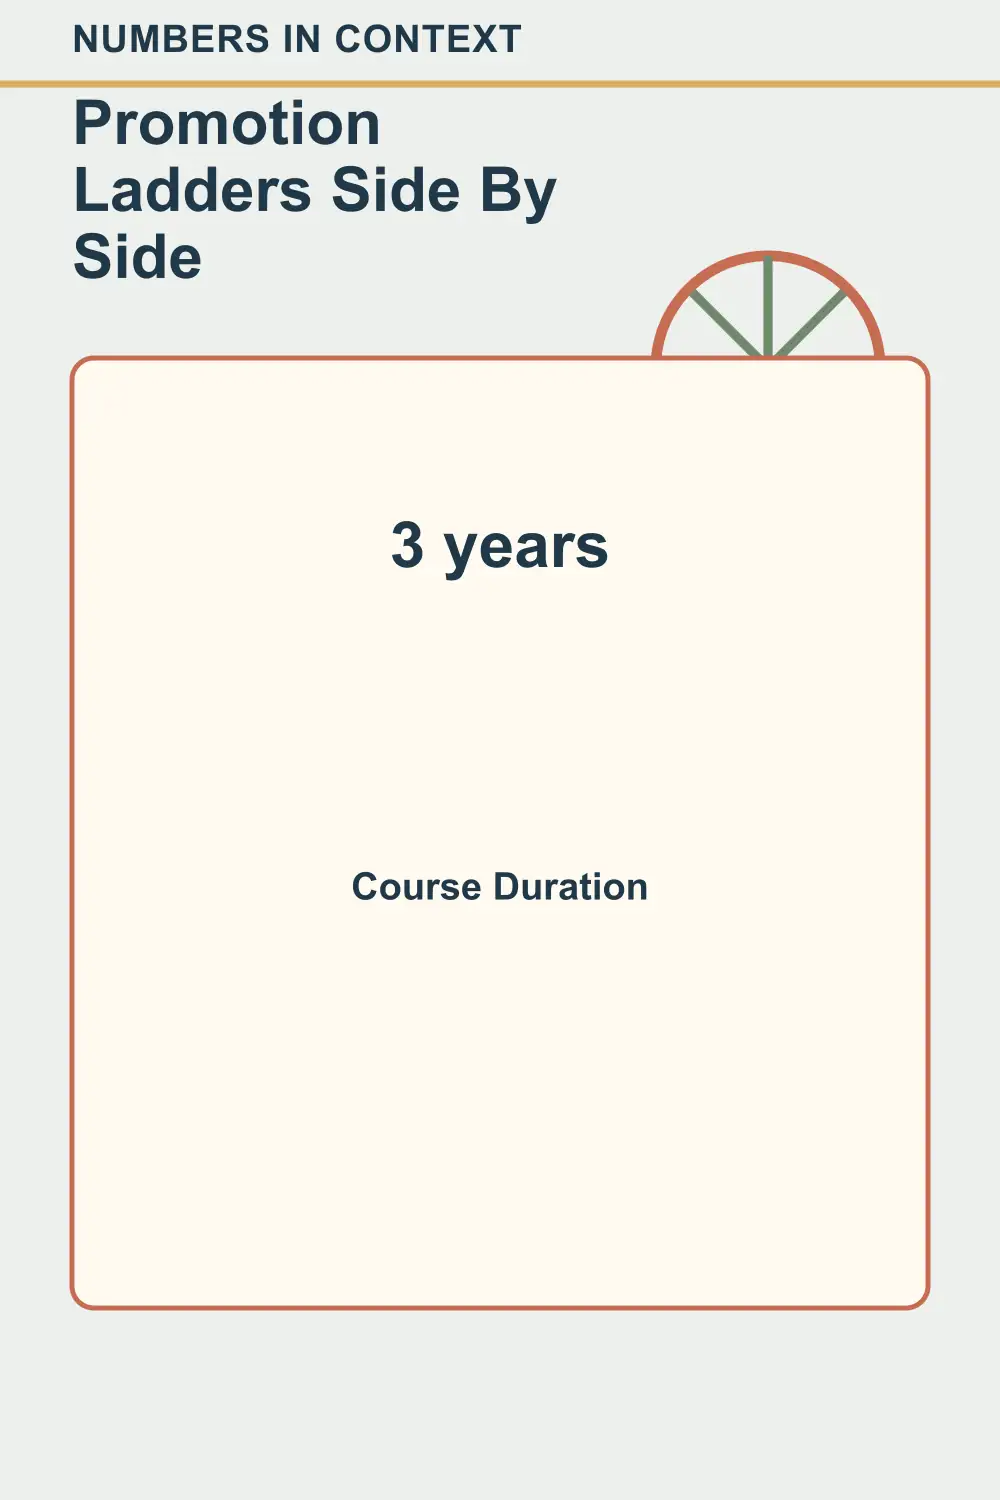 NUMBERS IN CONTEXT
Promotion
Ladders Side By
Side
3 years
Course Duration